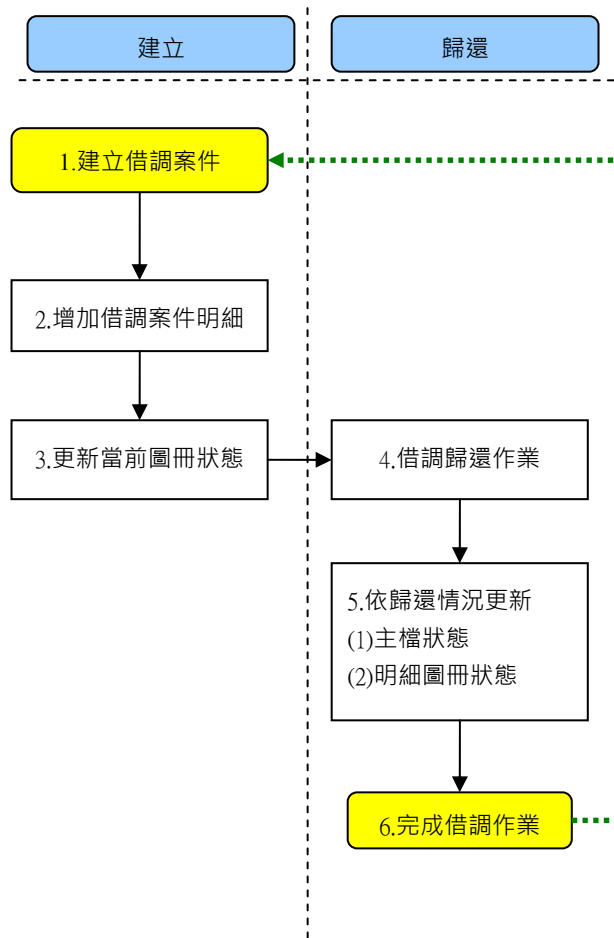 建立
歸還
1.建立借調案件
2.增加借調案件明細
3.更新當前圖冊狀態
4.借調歸還作業
5.依歸還情況更新
(1)主檔狀態
(2)明細圖冊狀態
6.完成借調作業